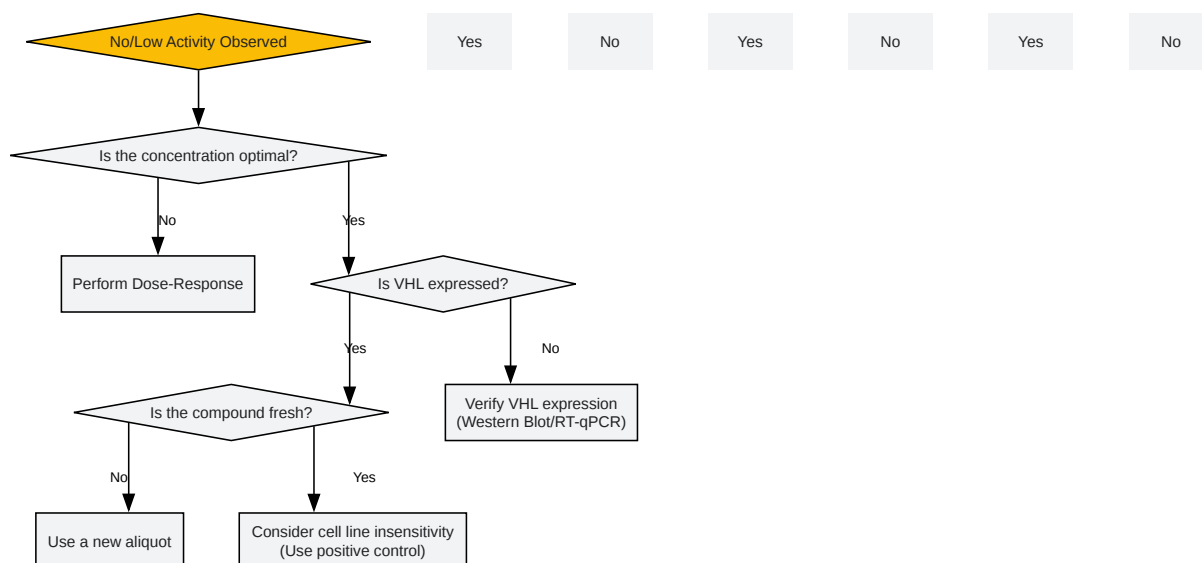 No/Low Activity Observed
Yes
No
Yes
No
Yes
No
Is the concentration optimal?
No
Yes
Perform Dose-Response
Is VHL expressed?
Yes
No
Is the compound fresh?
Verify VHL expression
(Western Blot/RT-qPCR)
No
Yes
Use a new aliquot
Consider cell line insensitivity
(Use positive control)